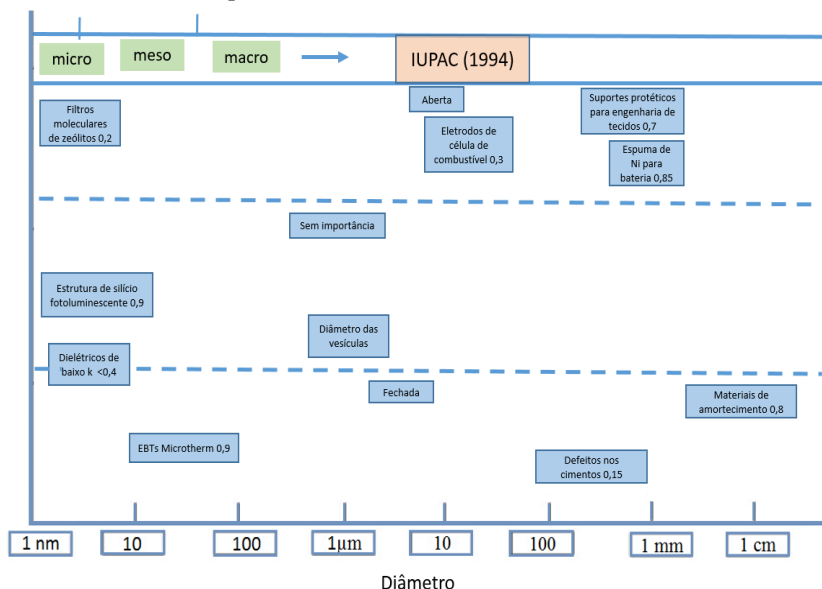 micro
meso
macro
IUPAC (1994)
Filtros
moleculares
de zeólitos 0,2
Aberta
Eletrodos de
célula de
combustível 0,3
Suportes protéticos
para engenharia de
tecidos 0,7
Espuma de
Ni para
bateria 0,85
Sem importância
Estrutura de silício
fotoluminescente 0,9
Diâmetro das
vesículas
Dielétricos de
'baixo k <0,4
Fechada
Materiais de
amortecimento 0,8
EBTs Microtherm 0,9
Defeitos nos
cimentos 0,15
1 nm
10
100
1µm
10
100
1 mm
1 cm
Diâmetro